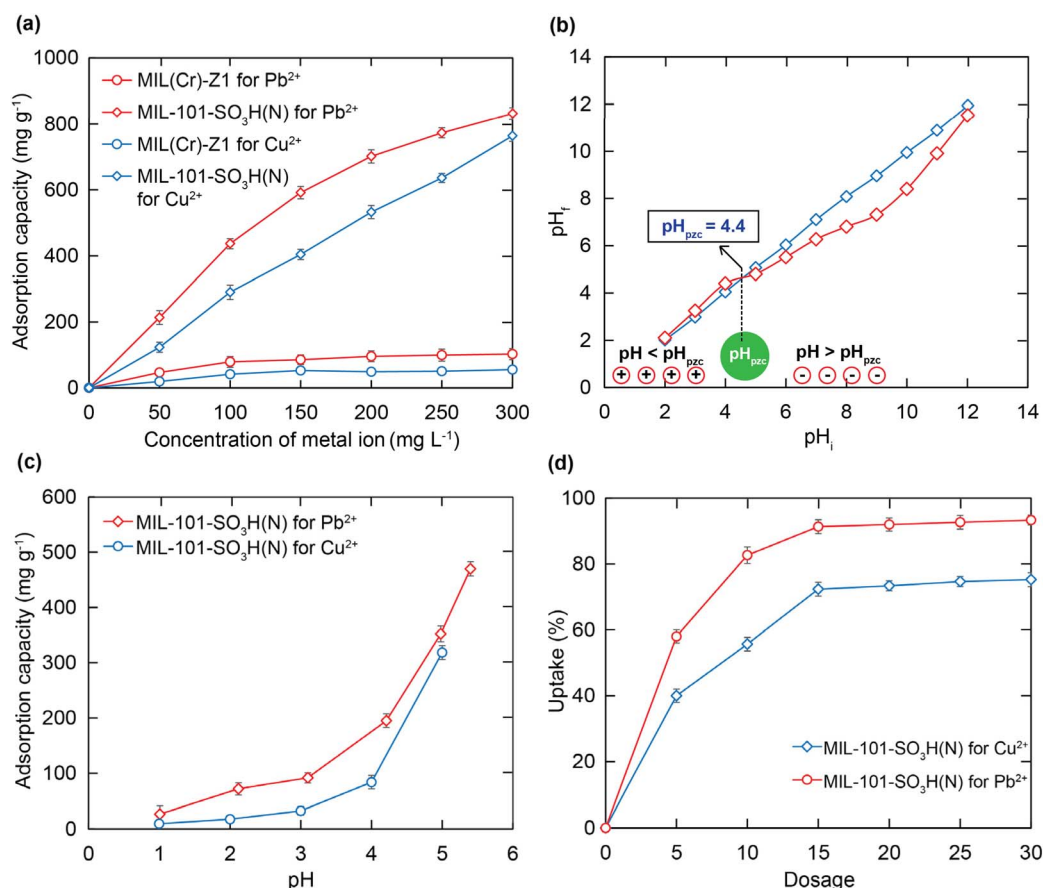 (a)
Adsorption capacity (mg g⁻¹)
1000
800
600
400
200
0
MIL(Cr)-Z1 for Pb²⁺
MIL-101-SO₃H(N) for Pb²⁺
MIL(Cr)-Z1 for Cu²⁺
MIL-101-SO₃H(N)
for Cu²⁺
0 50 100 150 200 250 300
Concentration of metal ion (mg L⁻¹)
(b)
pH_f
14
12
10
8
6
4
2
0
pH_pzc = 4.4
pH < pH_pzc
+ + + +
pH_pzc
pH > pH_pzc
- - - -
0 2 4 6 8 10 12 14
pH_i
(c)
Adsorption capacity (mg g⁻¹)
600
500
400
300
200
100
0
MIL-101-SO₃H(N) for Pb²⁺
MIL-101-SO₃H(N) for Cu²⁺
0 1 2 3 4 5 6
pH
(d)
Uptake (%)
100
80
60
40
20
0
MIL-101-SO₃H(N) for Cu²⁺
MIL-101-SO₃H(N) for Pb²⁺
0 5 10 15 20 25 30
Dosage